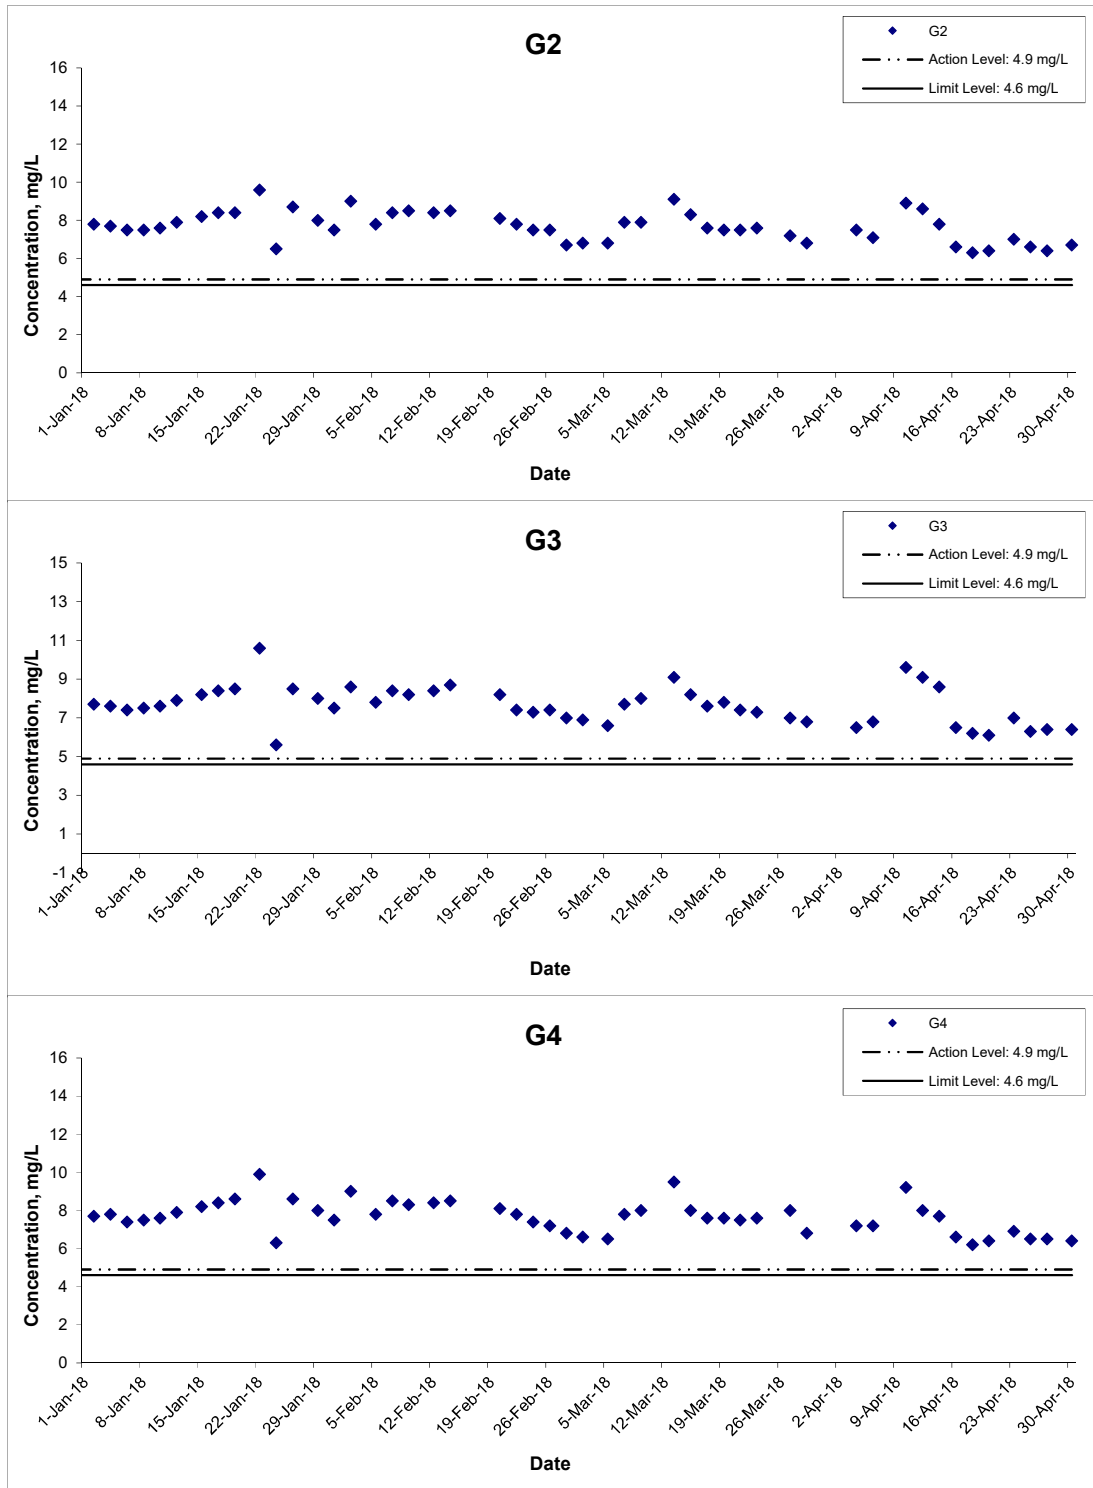 G2
G2
Action Level: 4.9 mg/L
Limit Level: 4.6 mg/L
Concentration, mg/L
16
14
12
10
8
6
4
2
0
1-Jan-18
8-Jan-18
15-Jan-18
22-Jan-18
29-Jan-18
5-Feb-18
12-Feb-18
19-Feb-18
26-Feb-18
5-Mar-18
12-Mar-18
19-Mar-18
26-Mar-18
2-Apr-18
9-Apr-18
16-Apr-18
23-Apr-18
30-Apr-18
Date
G3
G3
Action Level: 4.9 mg/L
Limit Level: 4.6 mg/L
Concentration, mg/L
15
13
11
9
7
5
3
1
-1
1-Jan-18
8-Jan-18
15-Jan-18
22-Jan-18
29-Jan-18
5-Feb-18
12-Feb-18
19-Feb-18
26-Feb-18
5-Mar-18
12-Mar-18
19-Mar-18
26-Mar-18
2-Apr-18
9-Apr-18
16-Apr-18
23-Apr-18
30-Apr-18
Date
G4
G4
Action Level: 4.9 mg/L
Limit Level: 4.6 mg/L
Concentration, mg/L
16
14
12
10
8
6
4
2
0
1-Jan-18
8-Jan-18
15-Jan-18
22-Jan-18
29-Jan-18
5-Feb-18
12-Feb-18
19-Feb-18
26-Feb-18
5-Mar-18
12-Mar-18
19-Mar-18
26-Mar-18
2-Apr-18
9-Apr-18
16-Apr-18
23-Apr-18
30-Apr-18
Date